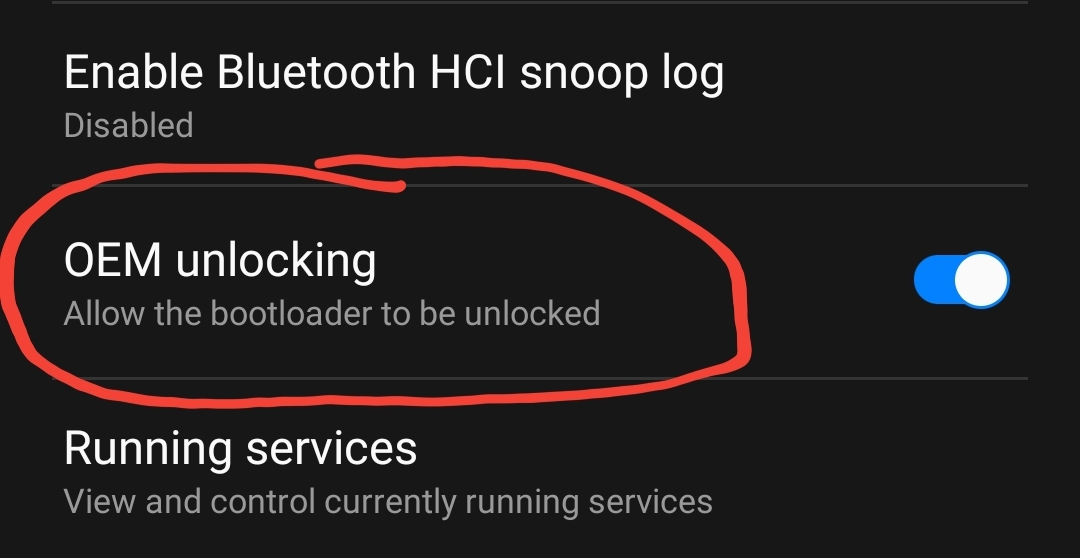 Enable Bluetooth HCI snoop log
Disabled
OEM unlocking
Allow the bootloader to be unlocked
Running services
View and control currently running services